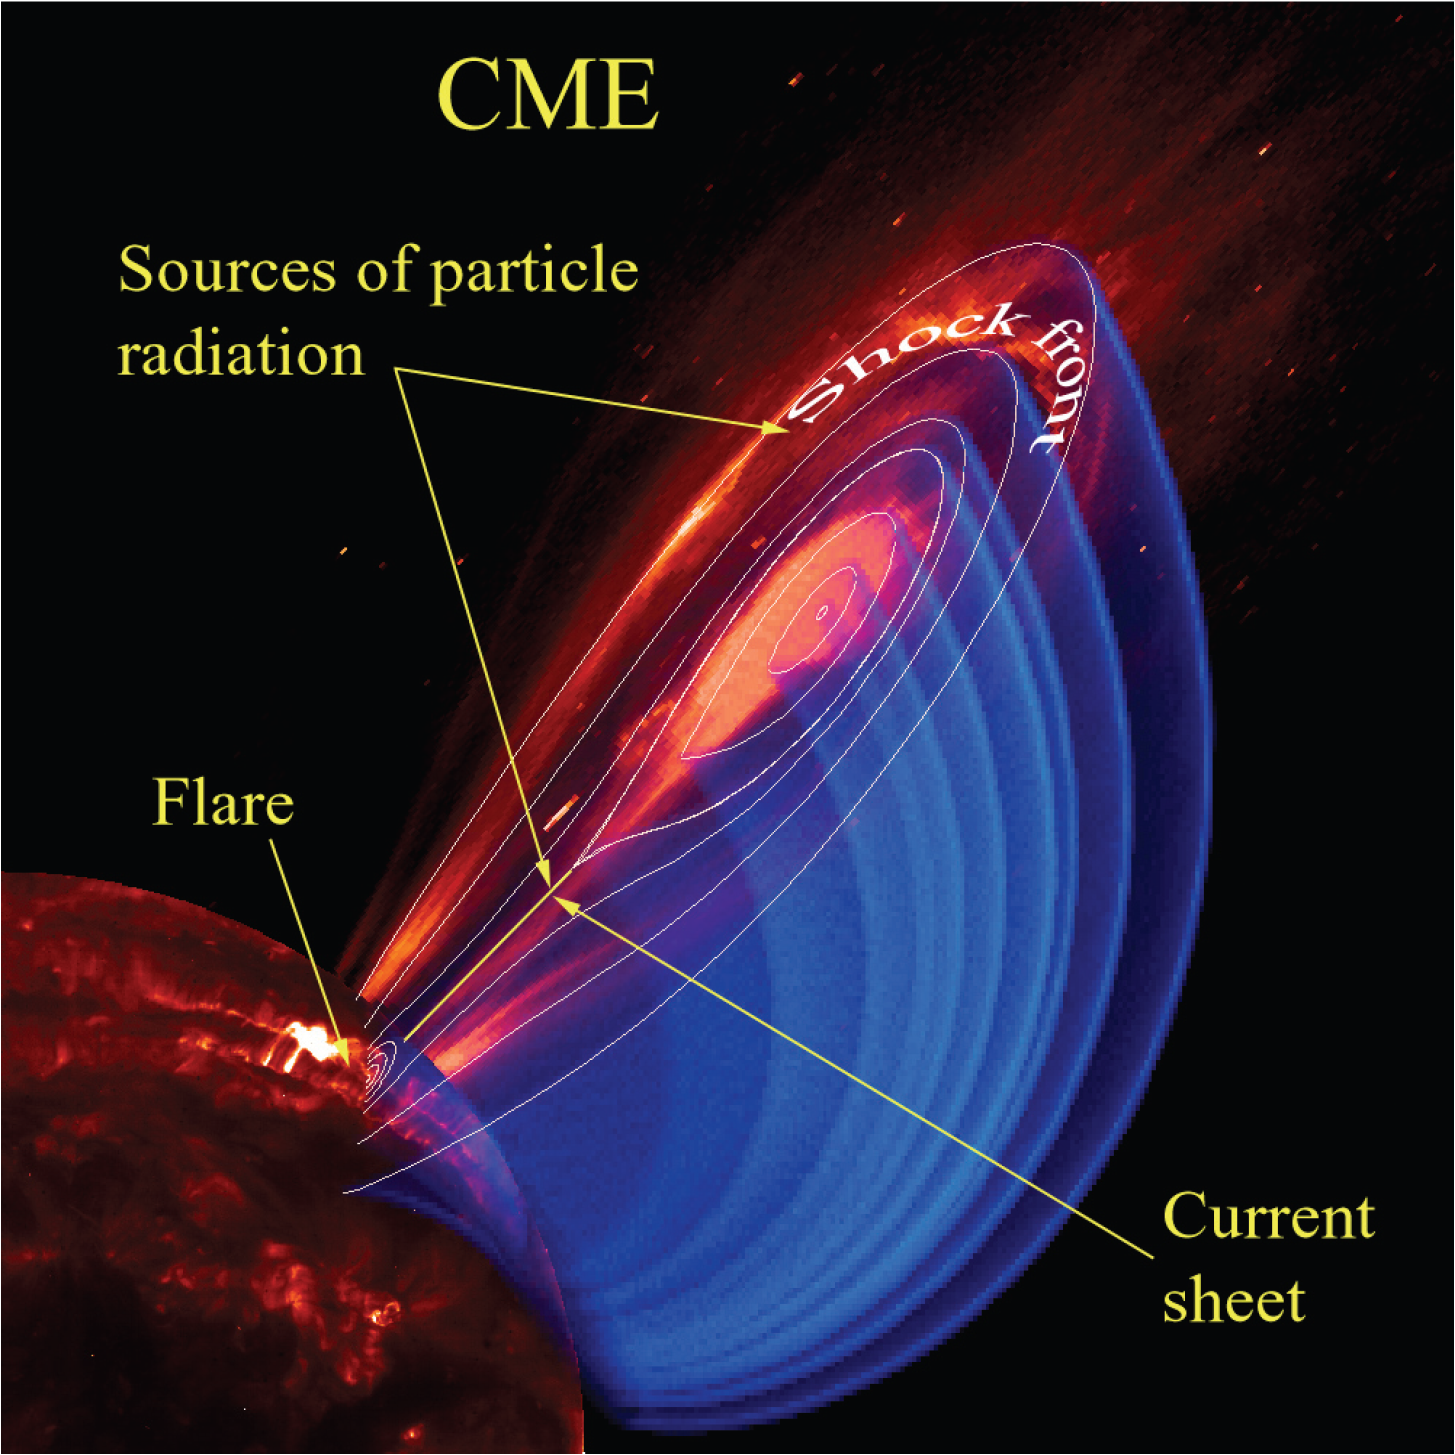 CME
Sources of particle
radiation
Shock front
Flare
Current
sheet